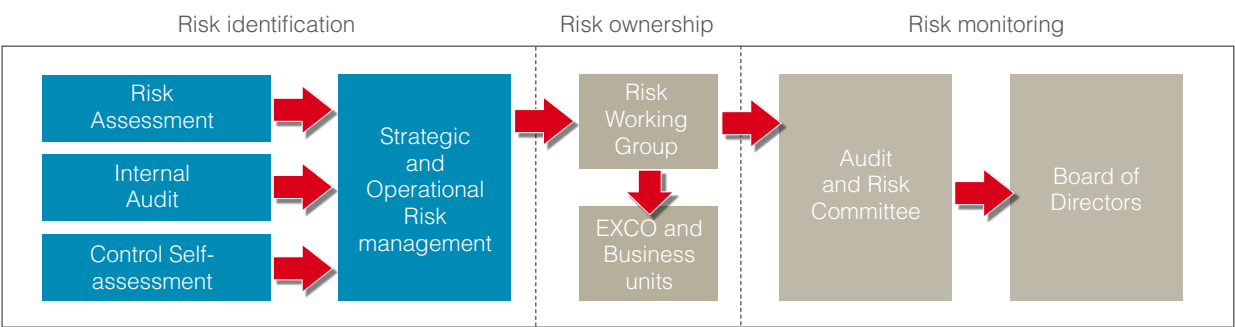 Risk identification
Risk ownership
Risk monitoring
Risk
Assessment
Internal
Audit
Control Self-
assessment
Strategic
and
Operational
Risk
management
Risk
Working
Group
EXCO and
Business
units
Audit
and Risk
Committee
Board of
Directors